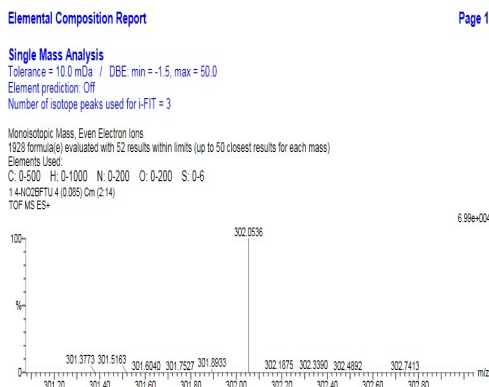 Elemental Composition Report Page 1
Single Mass Analysis
Tolerance = 10.0 mDa / DBE: min = -1.5, max = 50.0
Element prediction: Off
Number of isotope peaks used for i-FIT = 3
Monoisotopic Mass, Even Electron Ions
1928 formula(e) evaluated with 52 results within limits (up to 50 closest results for each mass)
Elements Used:
C: 0-500 H: 0-1000 N: 0-200 O: 0-200 S: 0-6
1 4-NO2BFTU 4 (0.085) Cm (2:14)
TOF MS ES+
6.99e+004
302.0536
100
%
301.3773 301.5163 301.6040 301.7527 301.8933 302.1875 302.3390 302.4892 302.7413
0 m/z
301.20 301.40 301.60 301.80 302.00 302.20 302.40 302.60 302.80